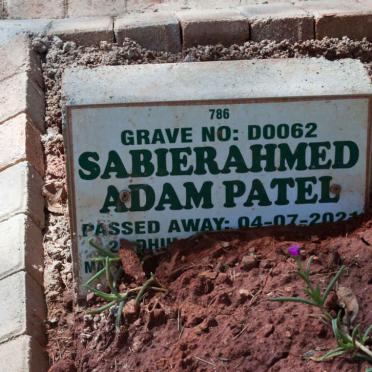 786
GRAVE NO: D0062
SABIERAHMED
ADAM PATEL
PASSED AWAY: 04-07-2021